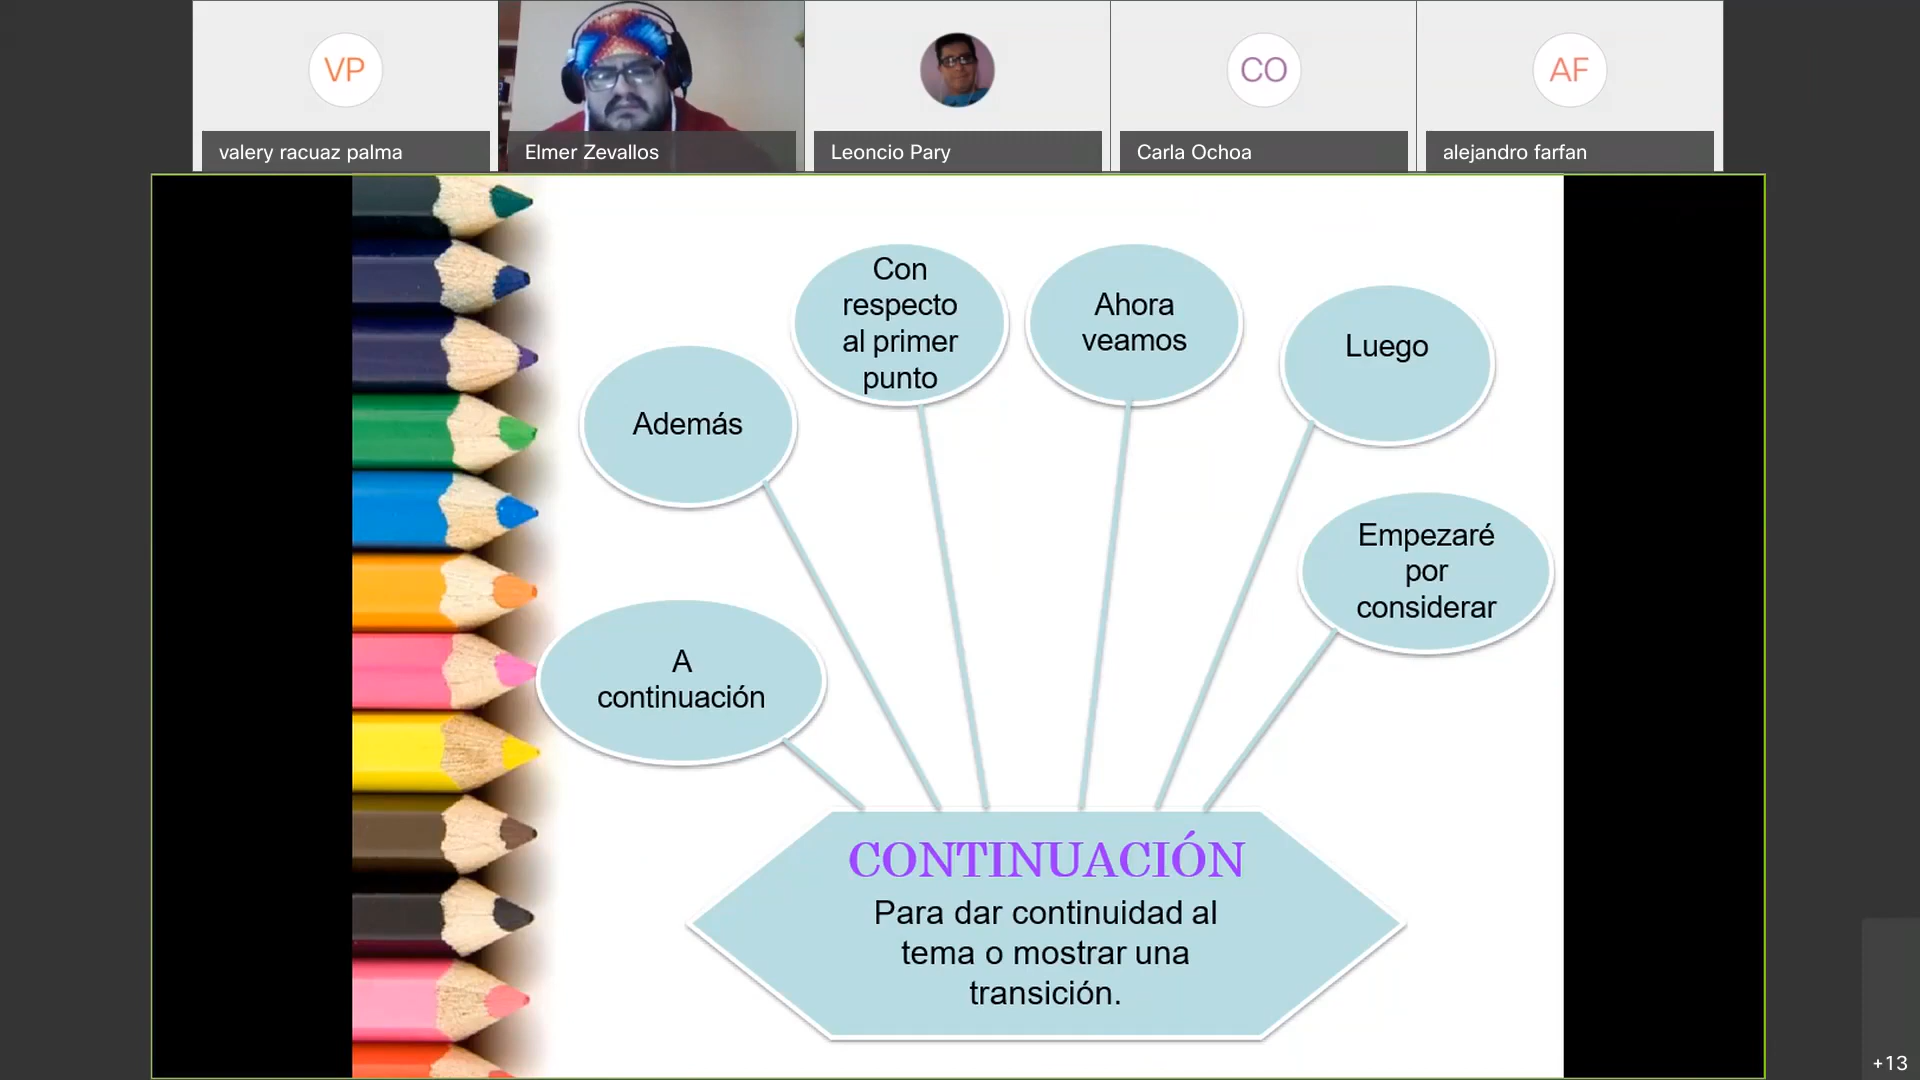 VP
CO
AF
valery racuaz palma
Elmer Zevallos
Leoncio Pary
Carla Ochoa
alejandro farfan
Con
respecto
al primer
punto
Ahora
veamos
Luego
Además
Empezaré
por
considerar
A
continuación
CONTINUACIÓN
Para dar continuidad al
tema o mostrar una
transición.
+13